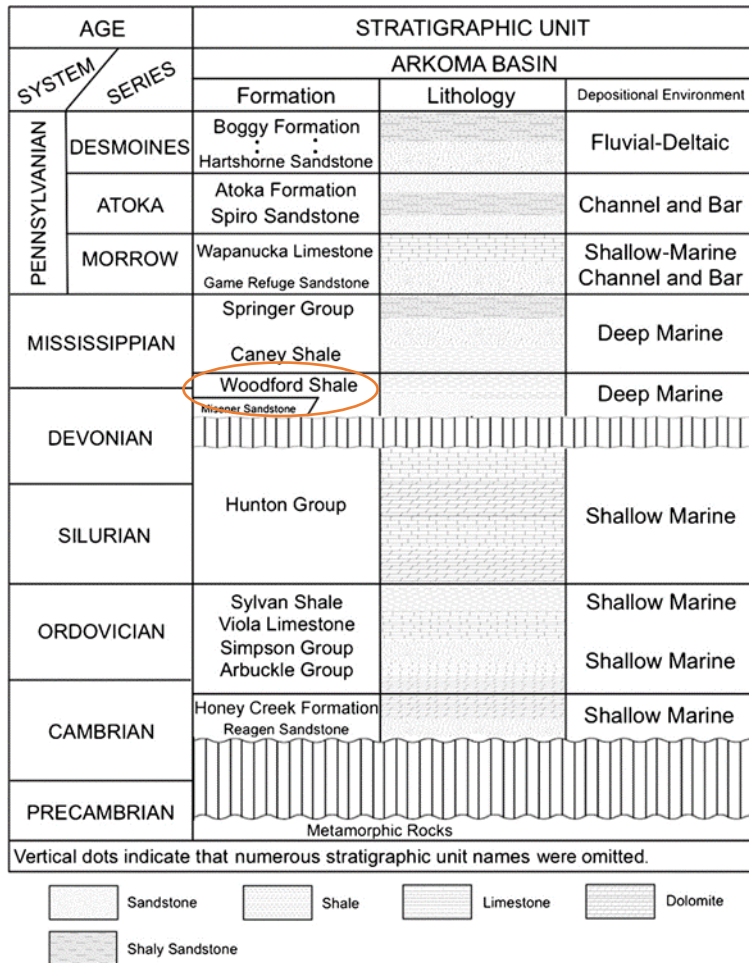 AGE
STRATIGRAPHIC UNIT
SYSTEM
SERIES
ARKOMA BASIN
Formation
Lithology
Depositional Environment
PENNSYLVANIAN
DESMOINES
Boggy Formation
Hartshorne Sandstone
Fluvial-Deltaic
ATOKA
Atoka Formation
Spiro Sandstone
Channel and Bar
MORROW
Wapanucka Limestone
Game Refuge Sandstone
Shallow-Marine
Channel and Bar
MISSISSIPPIAN
Springer Group
Caney Shale
Deep Marine
Woodford Shale
Misener Sandstone
Deep Marine
DEVONIAN
SILURIAN
Hunton Group
Shallow Marine
ORDOVICIAN
Sylvan Shale
Viola Limestone
Simpson Group
Arbuckle Group
Shallow Marine
Shallow Marine
CAMBRIAN
Honey Creek Formation
Reagen Sandstone
Shallow Marine
PRECAMBRIAN
Metamorphic Rocks
Vertical dots indicate that numerous stratigraphic unit names were omitted.
Sandstone
Shale
Limestone
Dolomite
Shaly Sandstone